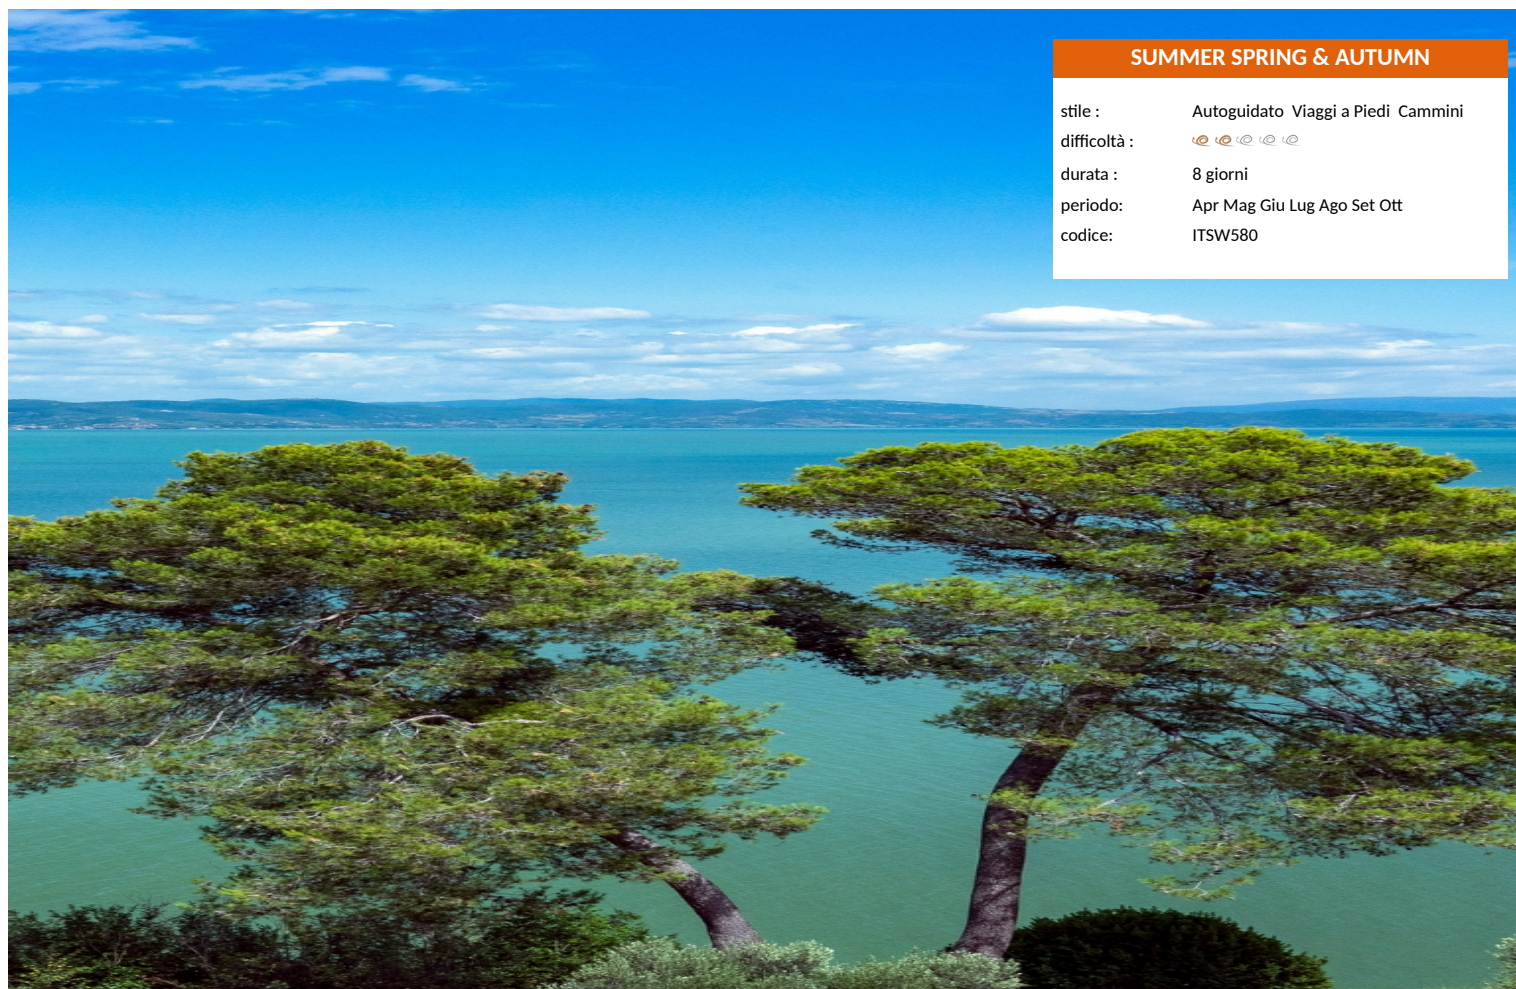 SUMMER SPRING & AUTUMN
stile : Autoguidato Viaggi a Piedi Cammini
difficoltà :
durata : 8 giorni
periodo: Apr Mag Giu Lug Ago Set Ott
codice: ITSW580